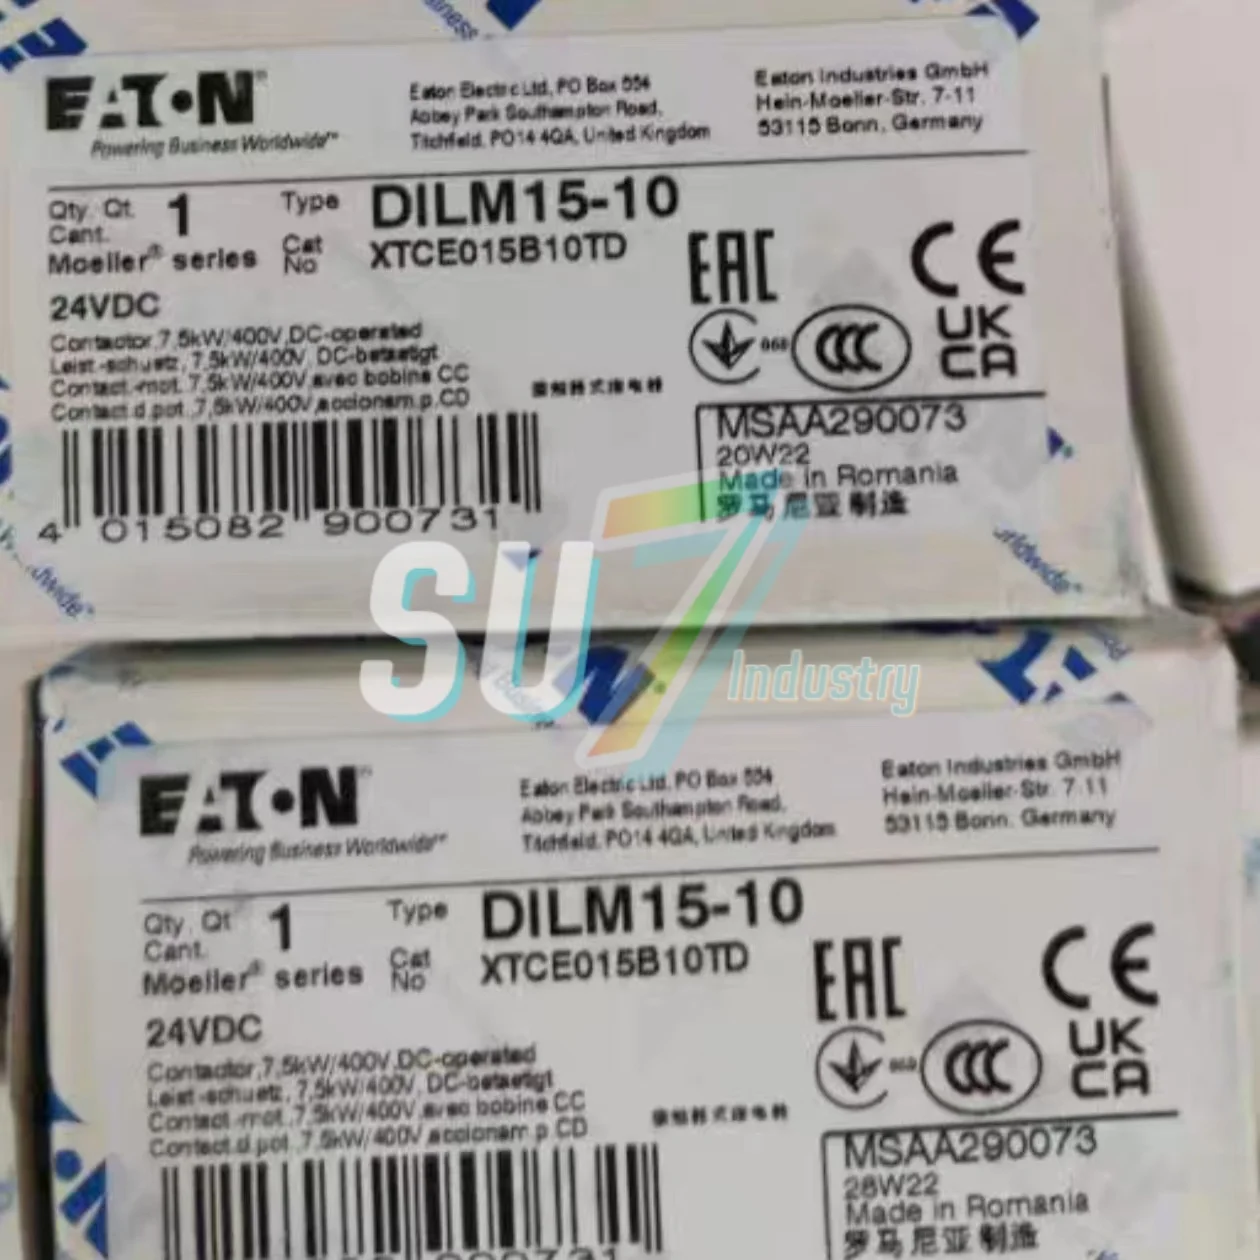 EATON
Powering Business Worldwide™
Eaton Electric Ltd, PO Box 554
Abbey Park Southampton Road,
Titchfield, PO14 4QA, United Kingdom
Eaton Industries GmbH
Hein-Moeller-Str. 7-11
53115 Bonn, Germany
Qty. Qt.
Cant.
1
Type DILM15-10
Moeller® series
Cat
No
XTCE015B10TD
24VDC
Contactor,7,5kW/400V,DC-operated
Leist.-schuetz, 7,5kW/400V, DC-betaetigt
Contact.-mot. 7,5kW/400V,avec bobine CC
Contact.d.pot.,7,5kW/400V,accionam.p.CD
EAC
CE
CCC
UK
CA
MSAA290073
20W22
Made in Romania
罗马尼亚 制造
4 015082 900731
SU7 Industry
EATON
Powering Business Worldwide™
Eaton Electric Ltd, PO Box 554
Abbey Park Southampton Road,
Titchfield, PO14 4QA, United Kingdom
Eaton Industries GmbH
Hein-Moeller-Str. 7-11
53115 Bonn, Germany
Qty. Qt
Cant.
1
Type DILM15-10
Moeller® series
Cat
No
XTCE015B10TD
24VDC
Contactor,7,5kW/400V,DC-operated
Leist.-schuetz, 7,5kW/400V, DC-betaetigt
Contact.-mot. 7,5kW/400V,avec bobine CC
Contact.d.pot.,7,5kW/400V accionam.p.CD
EAC
CE
CCC
UK
CA
MSAA290073
28W22
Made in Romania
罗马尼亚 制造